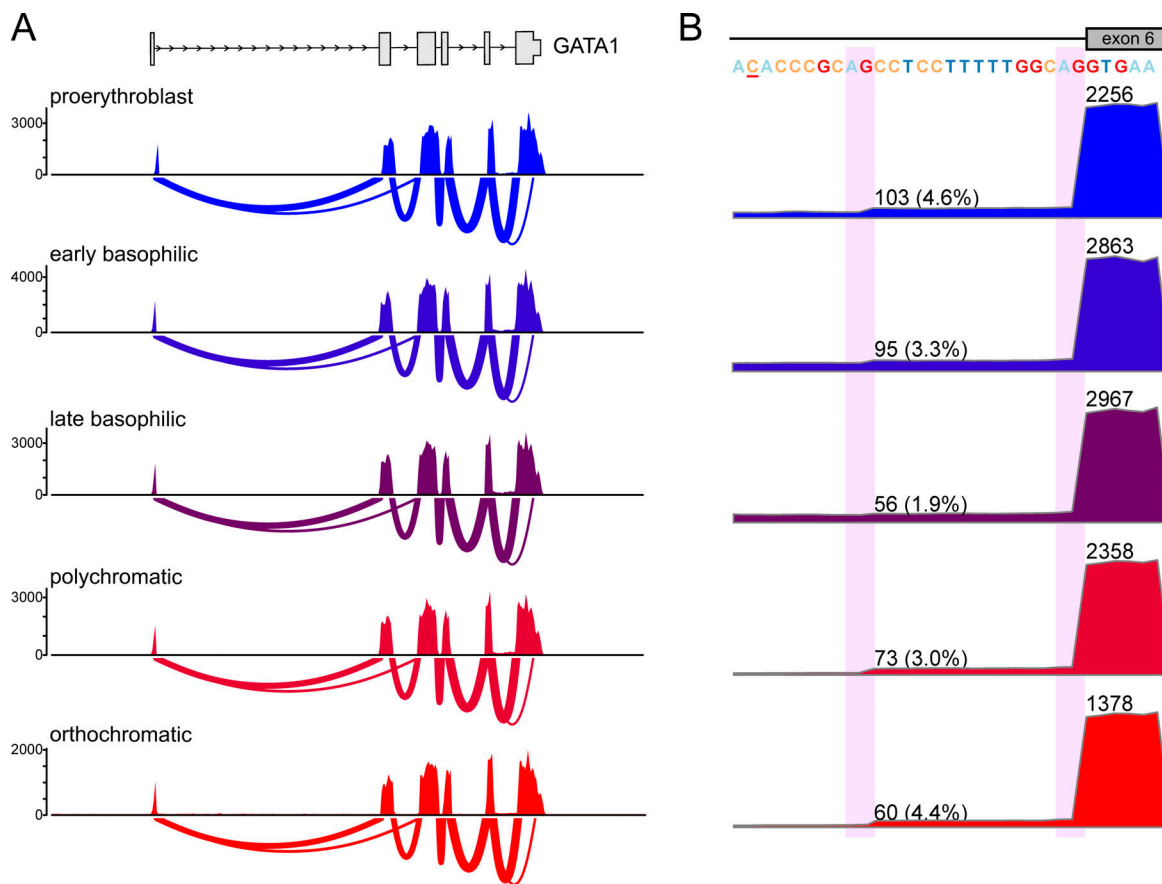 A
GATA1
proerythroblast
3000
0
early basophilic
4000
0
late basophilic
3000
0
polychromatic
3000
0
orthochromatic
2000
0
B
exon 6
ACACCCGCAGCCTCCTTTTTGGCAGGTGAA
2256
103 (4.6%)
2863
95 (3.3%)
2967
56 (1.9%)
2358
73 (3.0%)
1378
60 (4.4%)